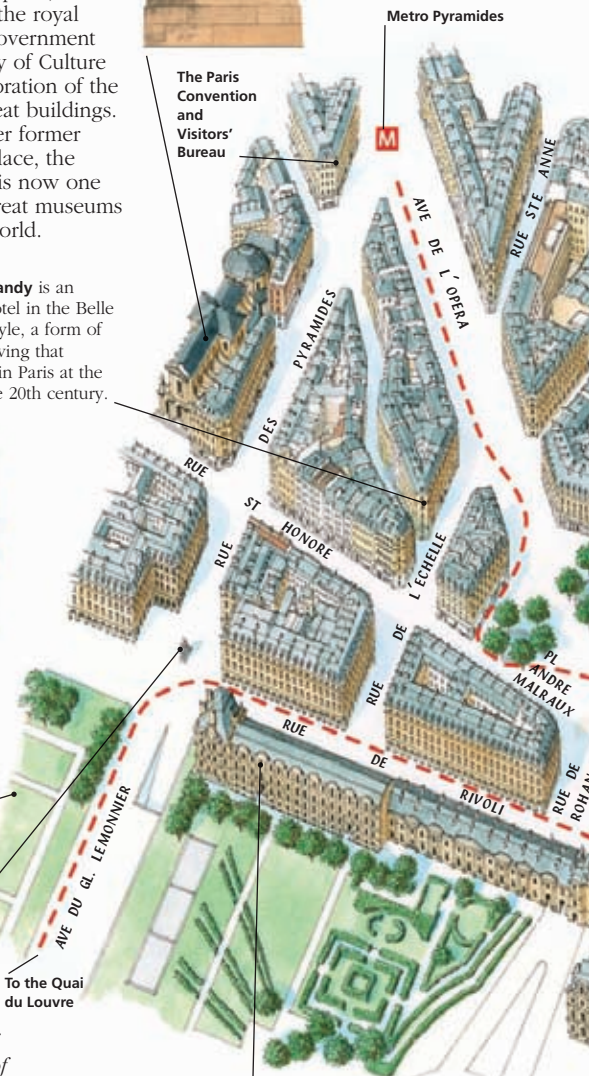 the royal
overnment
y of Culture
oration of the
eat buildings.
er former
lace, the
is now one
reat museums
orld.
andy is an
otel in the Belle
yle, a form of
ving that
in Paris at the
e 20th century.
Metro Pyramides
The Paris
Convention
and
Visitors'
Bureau
M
AVE DE L'OPERA
RUE STE ANNE
RUE DES PYRAMIDES
RUE ST HONORE
RUE DE L'ECHELLE
PL
ANDRE
MALRAUX
RUE DE RIVOLI
RUE DE ROHAN
AVE DU GL. LEMONNIER
To the Quai
du Louvre
of